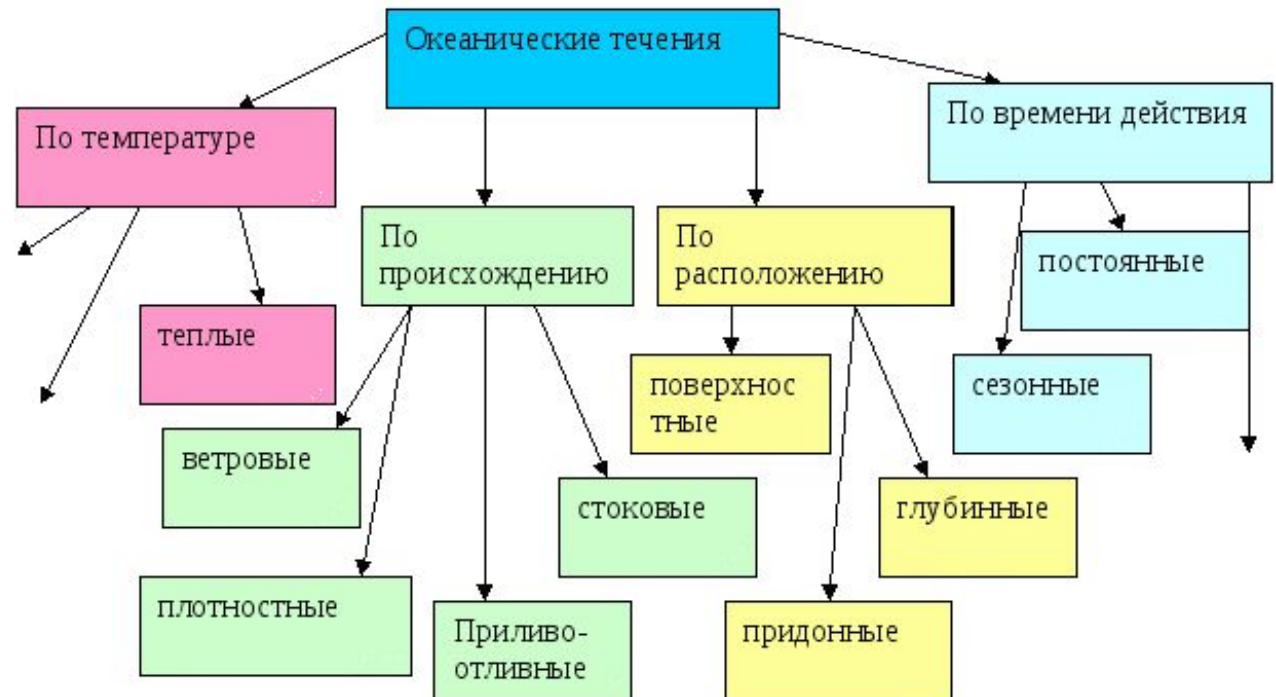 Океанические течения
По температуре
По времени действия
По
происхождению
По
расположению
постоянные
теплые
поверхнос
тные
сезонные
ветровые
стоковые
глубинные
плотностные
Приливо-
отливные
придонные